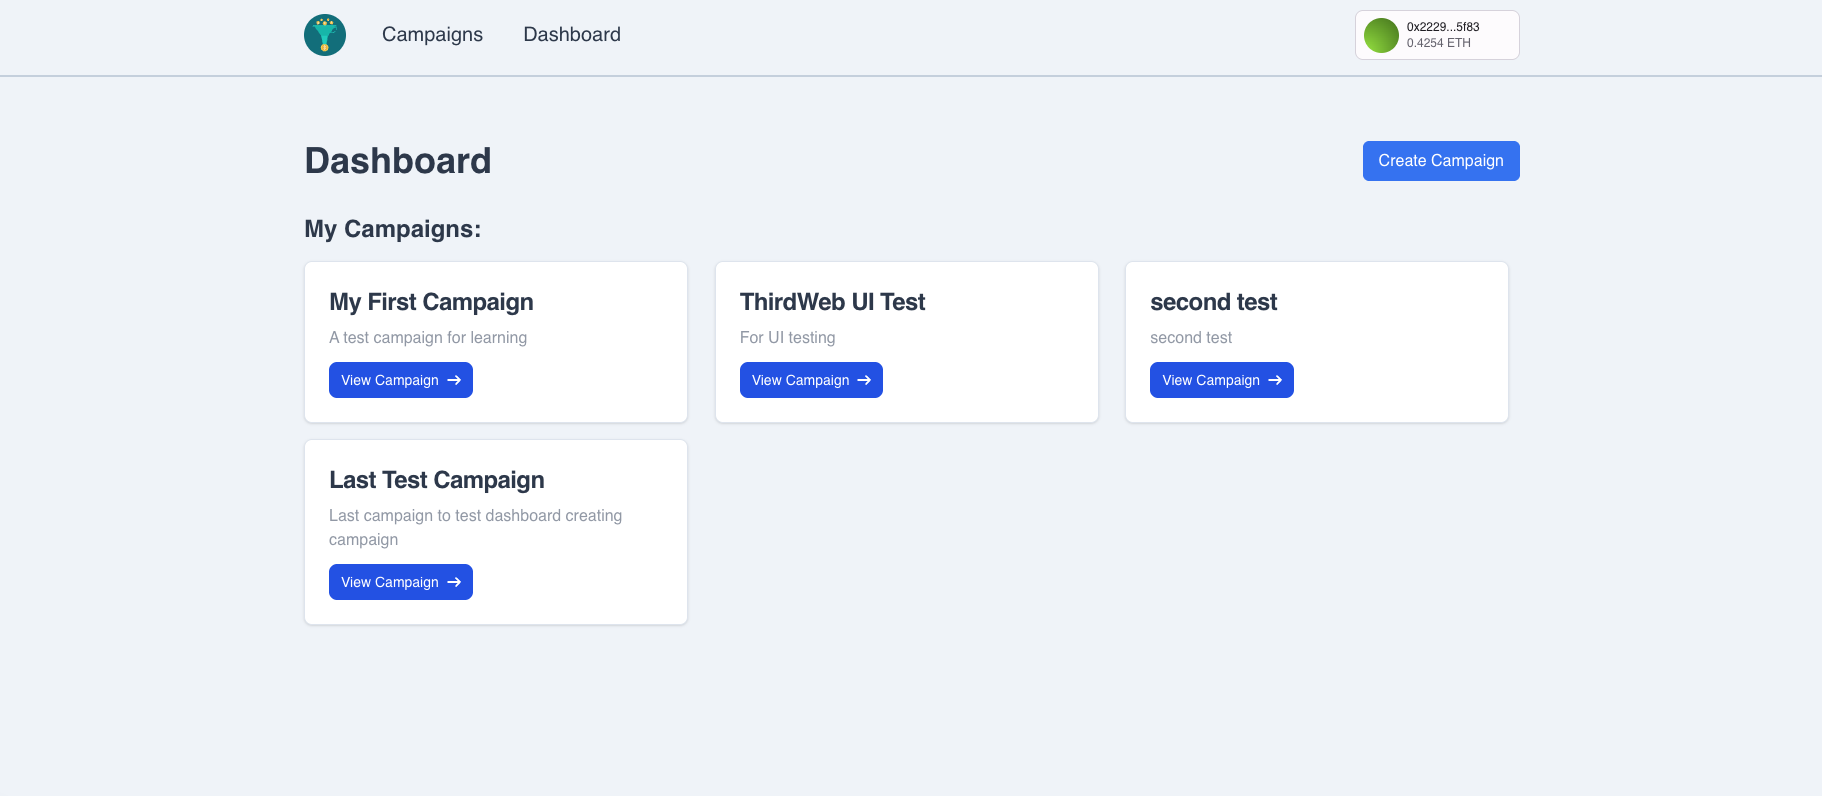 Campaigns
Dashboard
0x2229...5f83
0.4254 ETH
Dashboard
Create Campaign
My Campaigns:
My First Campaign
A test campaign for learning
View Campaign →
ThirdWeb UI Test
For UI testing
View Campaign →
second test
second test
View Campaign →
Last Test Campaign
Last campaign to test dashboard creating
campaign
View Campaign →